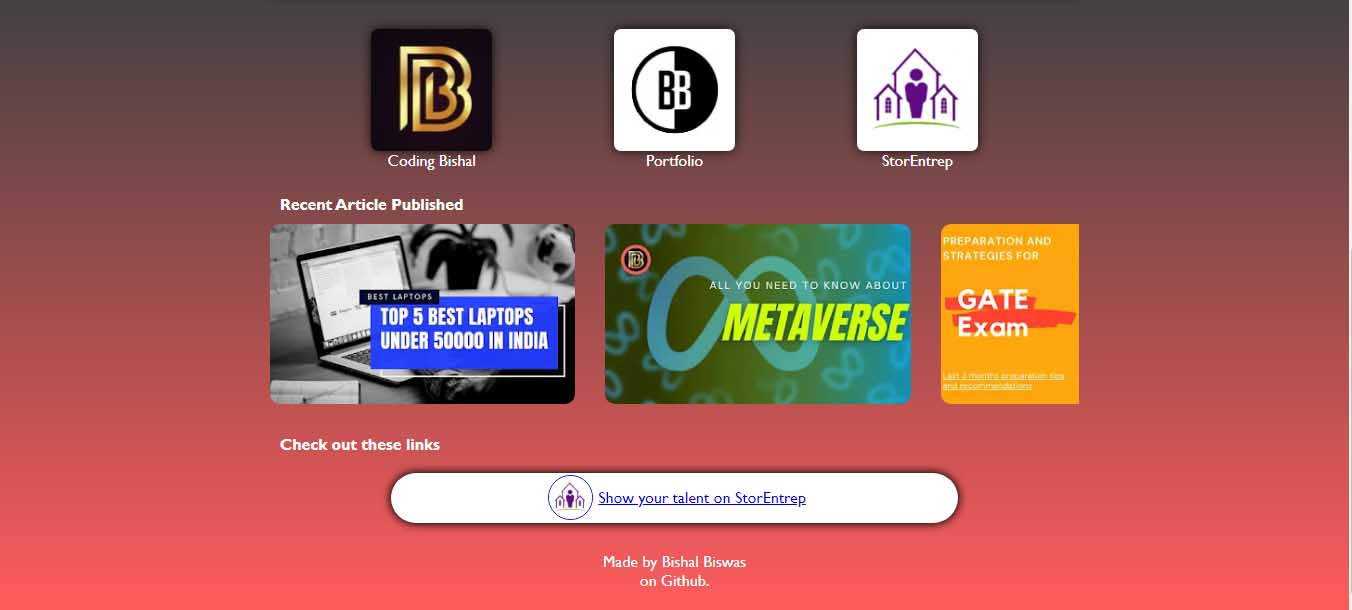 B
BB
Coding Bishal
Portfolio
StorEntrep
Recent Article Published
BEST LAPTOPS
TOP 5 BEST LAPTOPS
UNDER 50000 IN INDIA
B
ALL YOU NEED TO KNOW ABOUT
METAVERSE
PREPARATION AND
STRATEGIES FOR
GATE
Exam
Last 3 months preparation tips
and recommendations
Check out these links
Show your talent on StorEntrep
Made by Bishal Biswas
on Github.